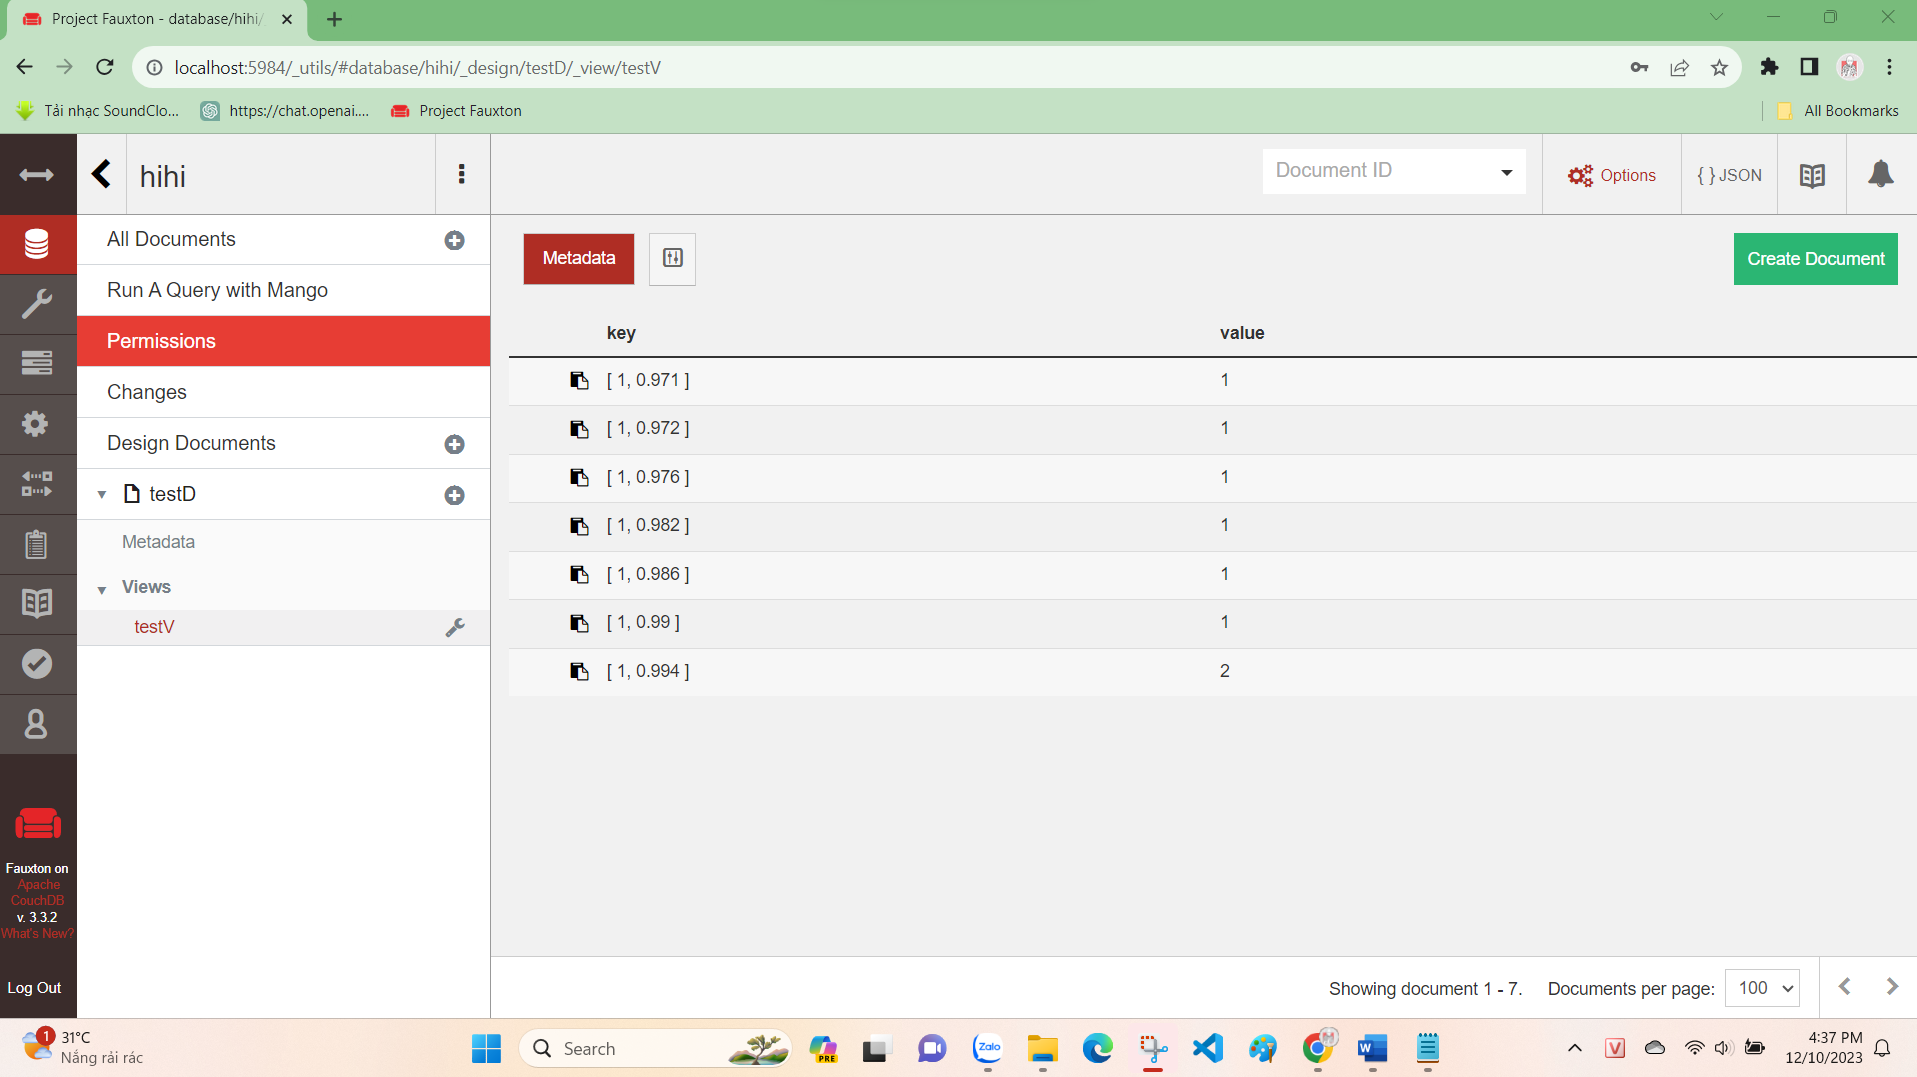 Project Fauxton - database/hihi/
localhost:5984/_utils/#database/hihi/_design/testD/_view/testV
Tải nhạc SoundClo...
https://chat.openai....
Project Fauxton
All Bookmarks
hihi
Document ID
Options
{ } JSON
All Documents
Run A Query with Mango
Permissions
Changes
Design Documents
testD
Metadata
Views
testV
Metadata
Create Document
key value
[ 1, 0.971 ] 1
[ 1, 0.972 ] 1
[ 1, 0.976 ] 1
[ 1, 0.982 ] 1
[ 1, 0.986 ] 1
[ 1, 0.99 ] 1
[ 1, 0.994 ] 2
Fauxton on
Apache
CouchDB
v. 3.3.2
What's New?
Log Out
Showing document 1 - 7.
Documents per page:
100
1
31°C
Nắng rải rác
Search
PRE
Zalo
W
V
4:37 PM
12/10/2023